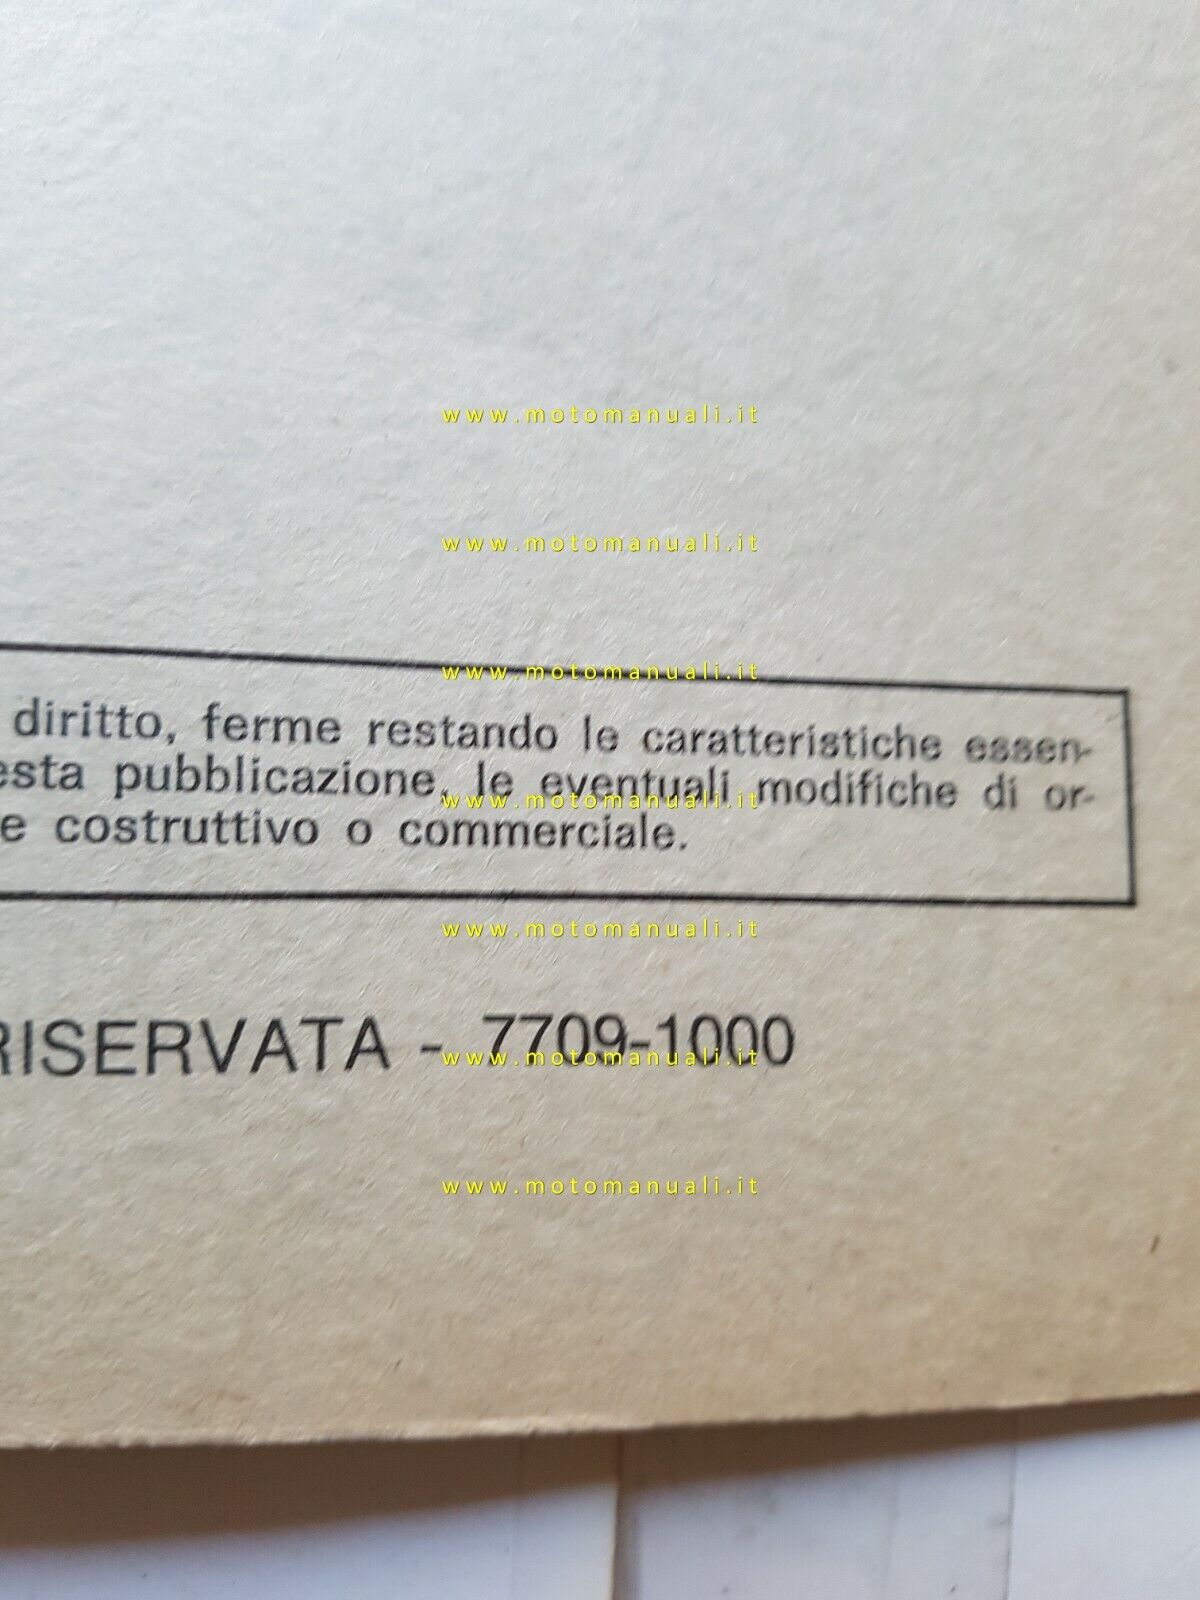 www.motomanuali.it
www.motomanuali.it
www.motomanuali.it
diritto, ferme restando le caratteristiche essen-
esta pubblicazione, le eventuali modifiche di or-
www.motomanuali.it
e costruttivo o commerciale.
www.motomanuali.it
RISERVATA - 7709-1000
www.motomanuali.it
www.motomanuali.it